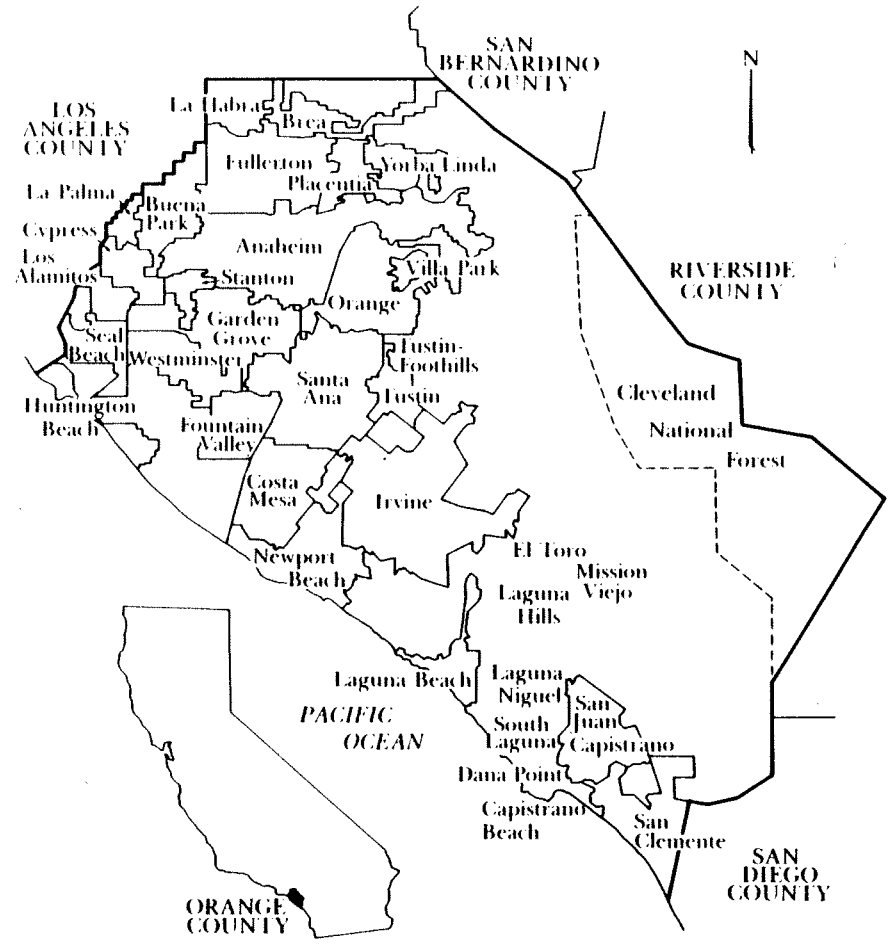 SAN
BERNARDINO
COUNTY
N
LOS
ANGELES
COUNTY
La Habra
Brea
Fullerton
Yorba Linda
Placentia
La Palma
Buena
Park
Cypress
Anaheim
Los
Alamitos
Stanton
Villa Park
RIVERSIDE
COUNTY
Orange
Garden
Grove
Seal
Beach
Westminster
Tustin-
Foothills
Santa
Ana
Tustin
Cleveland
National
Forest
Huntington
Beach
Fountain
Valley
Costa
Mesa
Irvine
Newport
Beach
El Toro
Mission
Viejo
Laguna
Hills
Laguna Beach
Laguna
Niguel
San
Juan
Capistrano
PACIFIC
OCEAN
South
Laguna
Dana Point
Capistrano
Beach
San
Clemente
SAN
DIEGO
COUNTY
ORANGE
COUNTY